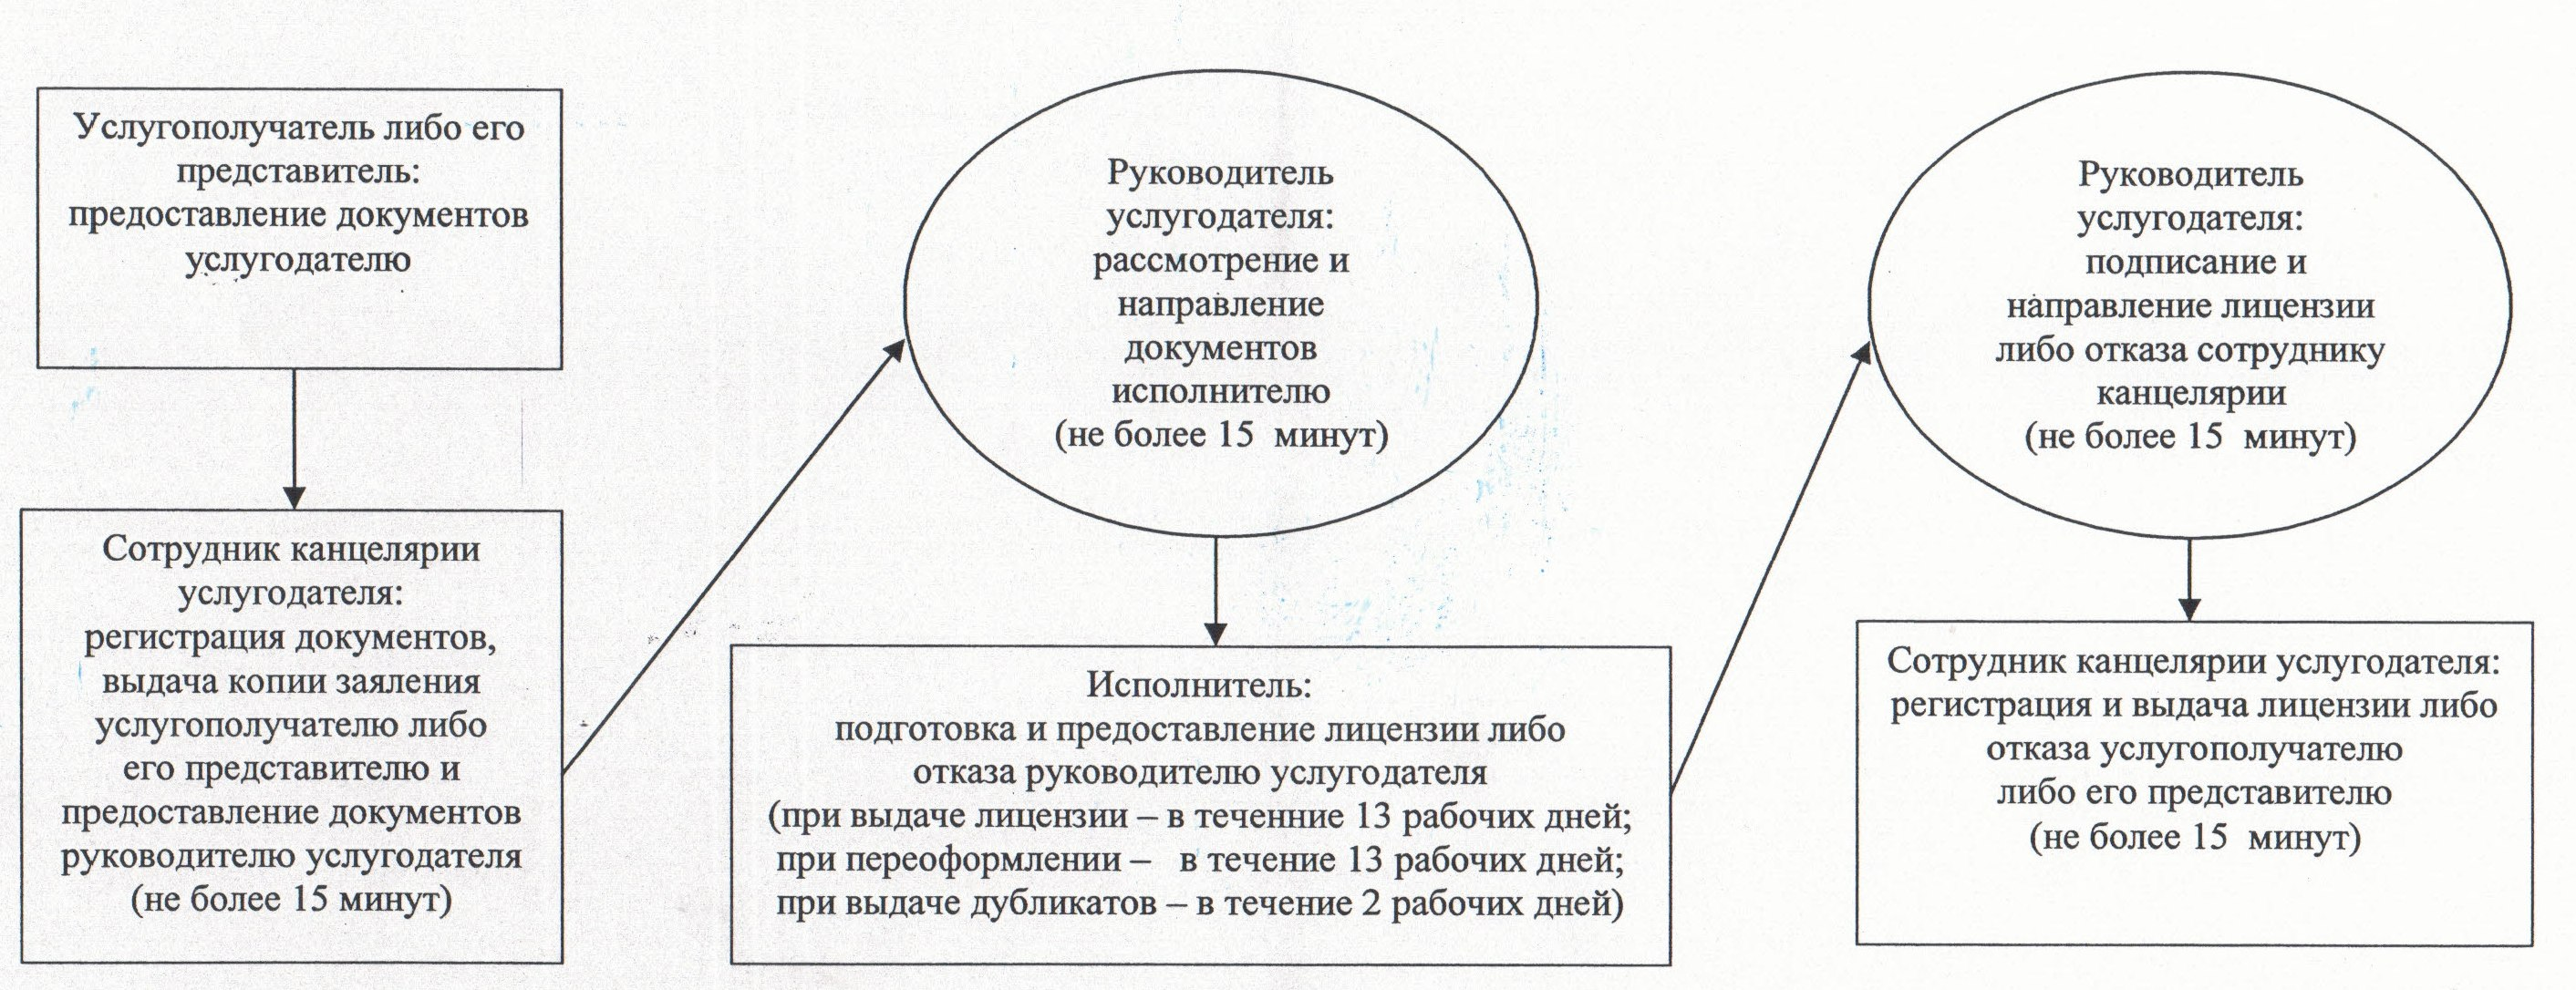 Услугополучатель либо его
представитель:
предоставление документов
услугодателю
Сотрудник канцелярии
услугодателя:
регистрация документов,
выдача копии заяления
услугополучателю либо
его представителю и
предоставление документов
руководителю услугодателя
(не более 15 минут)
Руководитель
услугодателя:
рассмотрение и
направление
документов
исполнителю
(не более 15 минут)
Исполнитель:
подготовка и предоставление лицензии либо
отказа руководителю услугодателя
(при выдаче лицензии – в теченние 13 рабочих дней;
при переоформлении – в течение 13 рабочих дней;
при выдаче дубликатов – в течение 2 рабочих дней)
Руководитель
услугодателя:
подписание и
направление лицензии
либо отказа сотруднику
канцелярии
(не более 15 минут)
Сотрудник канцелярии услугодателя:
регистрация и выдача лицензии либо
отказа услугополучателю
либо его представителю
(не более 15 минут)